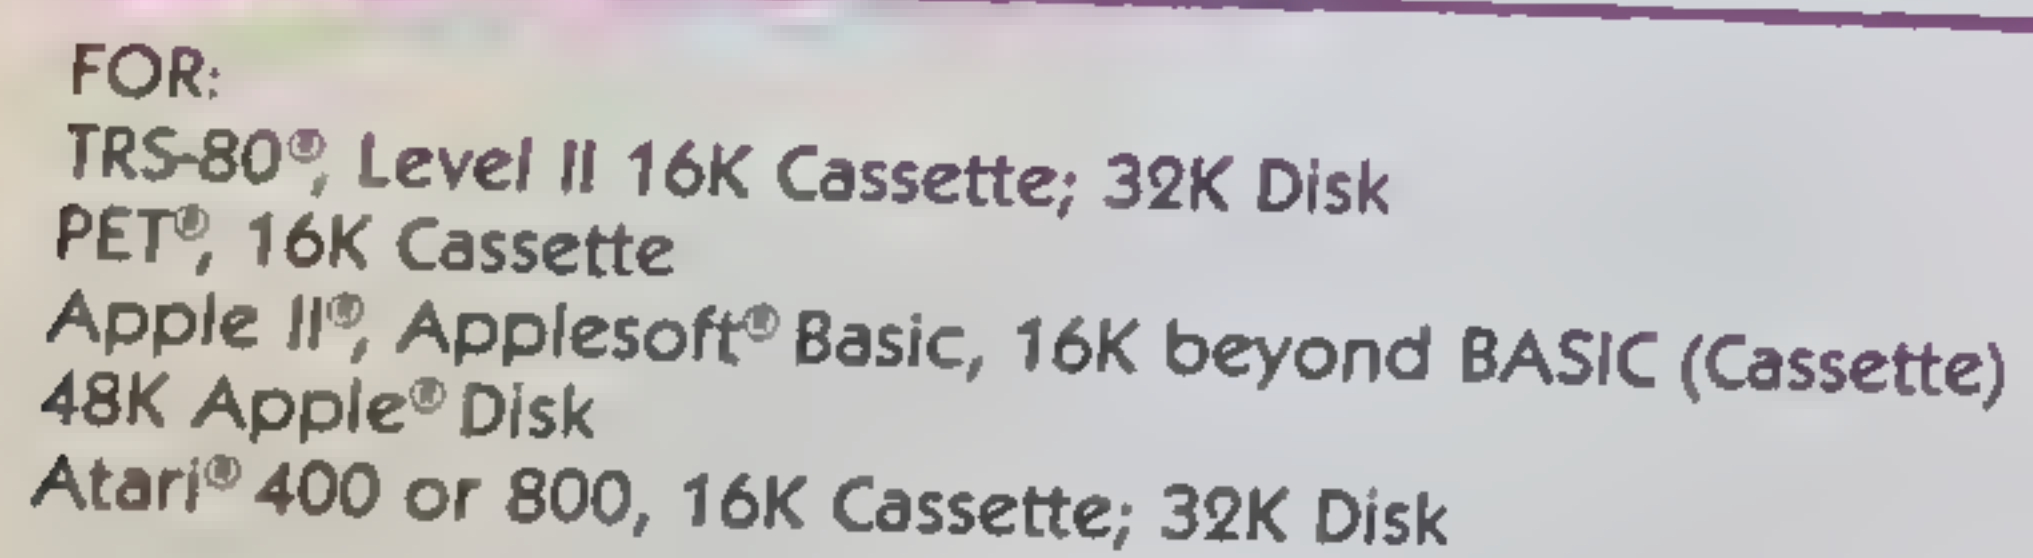 FOR:
TRS-80®, Level II 16K Cassette; 32K Disk
PET®, 16K Cassette
Apple II®, Applesoft® Basic, 16K beyond BASIC (Cassette)
48K Apple® Disk
Atari® 400 or 800, 16K Cassette; 32K Disk